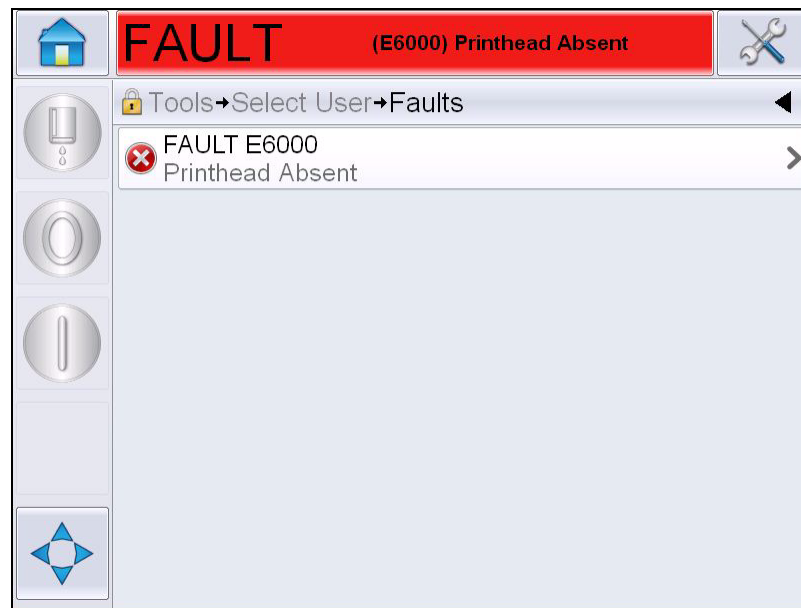 FAULT (E6000) Printhead Absent
Tools→Select User→Faults
FAULT E6000
Printhead Absent